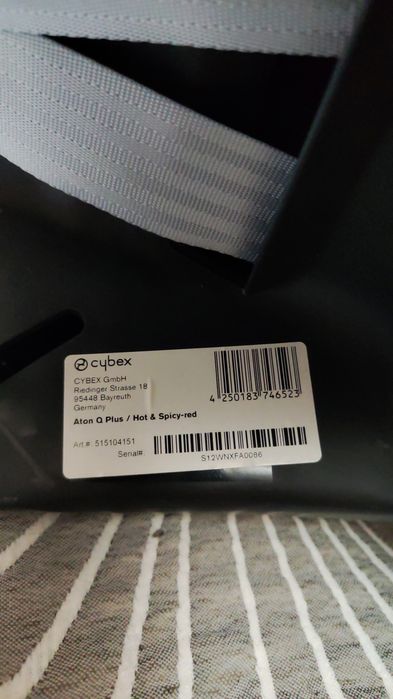 cybex
CYBEX GmbH
Riedinger Strasse 18
95448 Bayreuth
Germany
4 250183 746523
Aton Q Plus / Hot & Spicy-red
Art.#: 515104151
Serial#:
S12WNXFA0086